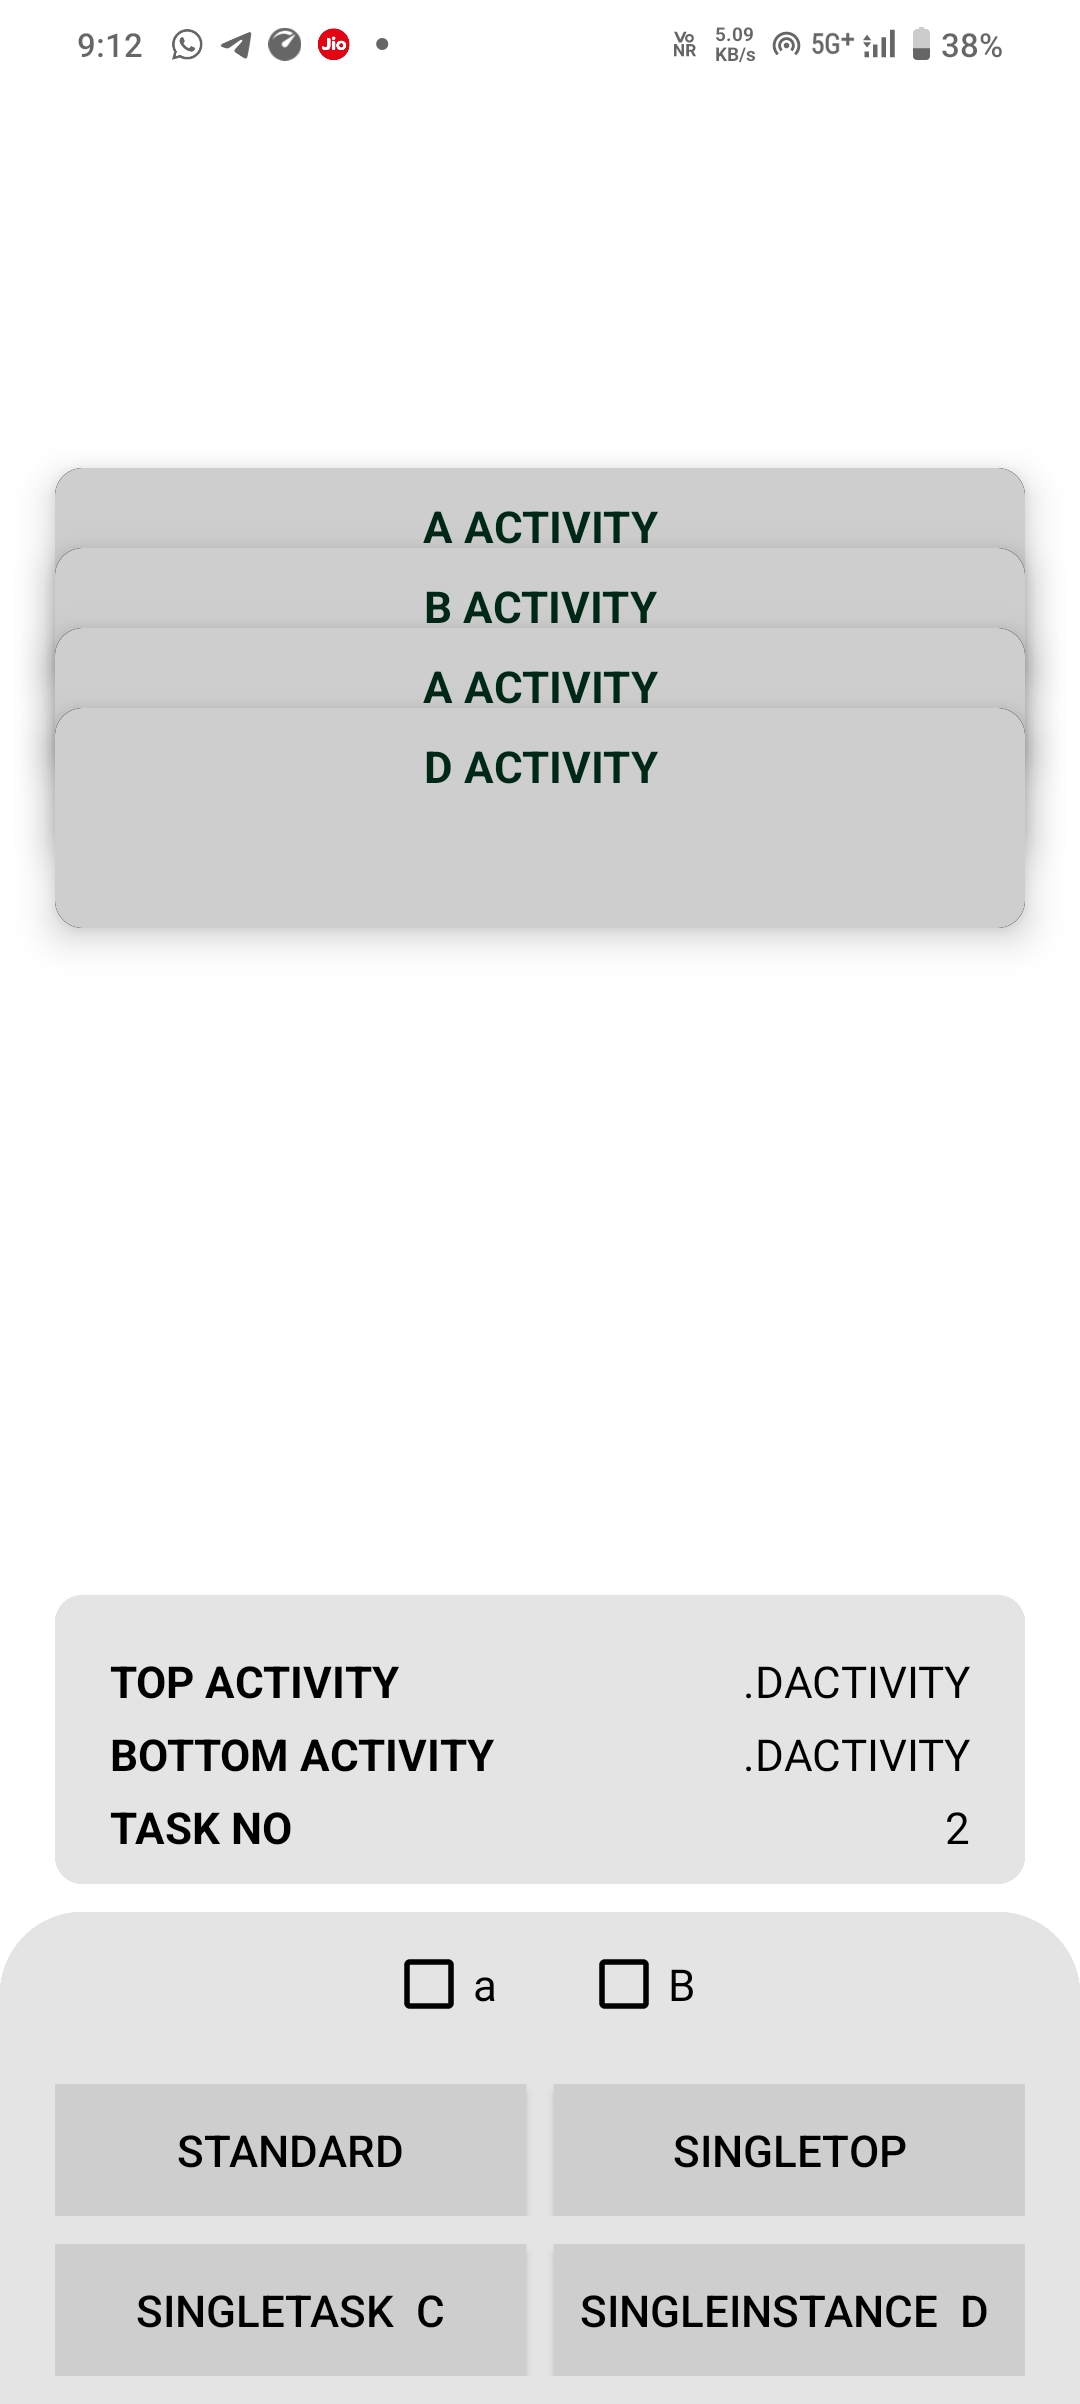 9:12 Jio Vo NR 5.09 KB/s 5G+ 38%
A ACTIVITY
B ACTIVITY
A ACTIVITY
D ACTIVITY
TOP ACTIVITY .DACTIVITY
BOTTOM ACTIVITY .DACTIVITY
TASK NO 2
a B
STANDARD SINGLETOP
SINGLETASK C SINGLEINSTANCE D